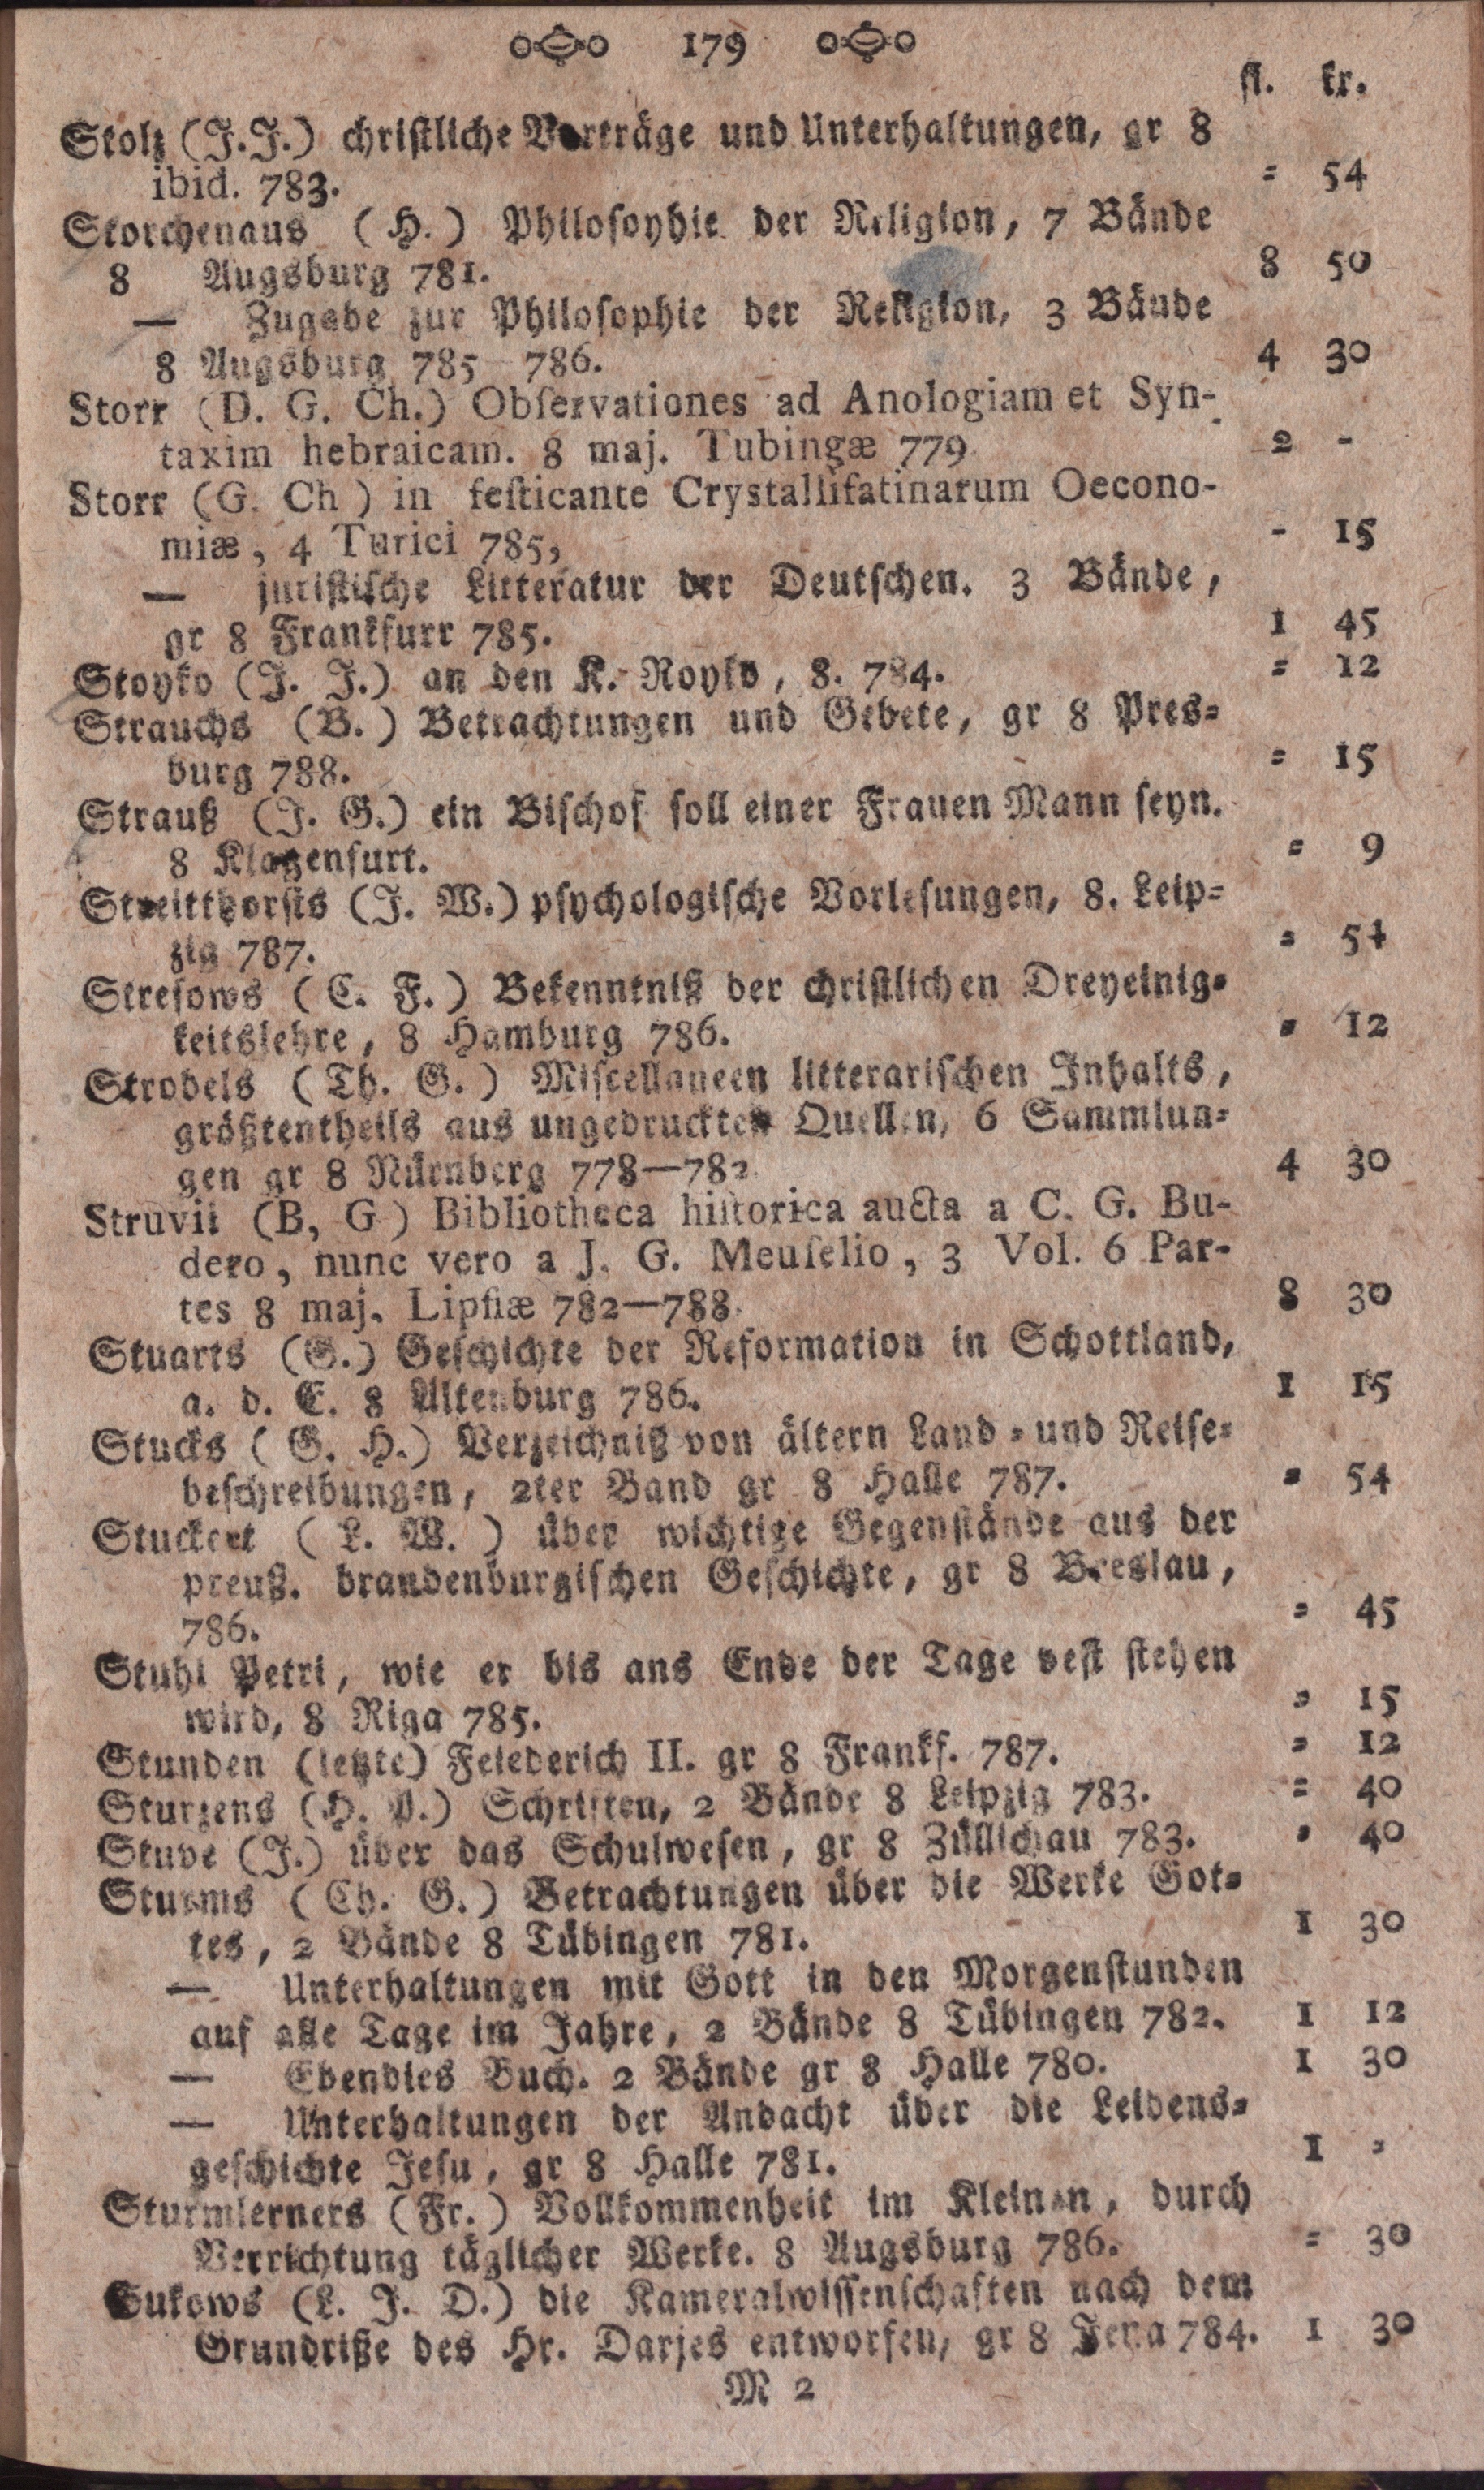 179
fl. kr.
Stolz (J.J.) christliche Vorträge und Unterhaltungen, gr 8
ibid. 783. = 54
Storchenaus (H.) Philosophie der Religion, 7 Bände
8 Augsburg 781. 8 50
— Zugabe zur Philosophie der Religion, 3 Bände
8 Augsburg 785 786. 4 30
Storr (D. G. Ch.) Obſervationes ad Anologiam et Syn-
taxim hebraicam. 8 maj. Tubingæ 779. 2 -
Storr (G. Ch) in feſticante Cryſtalliſatinarum Oecono-
miæ, 4 Turici 785, - 15
— juristische Litteratur der Deutschen. 3 Bände,
gr 8 Frankfurt 785. 1 45
Stoyko (J. J.) an den K. Royko, 8. 784. = 12
Strauchs (B.) Betrachtungen und Gebete, gr 8 Pres=
burg 788. = 15
Strauß (J. G.) ein Bischof soll einer Frauen Mann seyn.
8 Klagenfurt. = 9
Streitthorsts (J. W.) psychologische Vorlesungen, 8. Leip=
zig 787. = 54
Stresows (C. F.) Bekenntniß der christlichen Dreyeinig=
keitslehre, 8 Hamburg 786. = 12
Strobels (Th. G.) Miscellaneen litterarischen Inhalts,
größtentheils aus ungedruckten Quellen, 6 Sammlun=
gen gr 8 Nürnberg 778—782. 4 30
Struvii (B, G) Bibliotheca hiſtorica aucta a C. G. Bu-
dero, nunc vero a J. G. Meuſelio, 3 Vol. 6 Par-
tes 8 maj. Lipſiæ 782—788. 8 30
Stuarts (G.) Geschichte der Reformation in Schottland,
a. d. E. 8 Altenburg 786. 1 15
Stucks (G. H.) Verzeichniß von ältern Land = und Reise=
beschreibungen, 2ter Band gr 8 Halle 787. = 54
Stuckert (L. W.) über wichtige Gegenstände aus der
preuß. brandenburgischen Geschichte, gr 8 Breslau,
786. = 45
Stuhl Petri, wie er bis ans Ende der Tage vest stehen
wird, 8 Riga 785. = 15
Stunden (letzte) Feiederich II. gr 8 Frankf. 787. = 12
Sturzens (H. P.) Schriften, 2 Bände 8 Leipzig 783. = 40
Stuve (J.) über das Schulwesen, gr 8 Züllichau 783. = 40
Sturms (Ch. G.) Betrachtungen über die Werke Got=
tes, 2 Bände 8 Tübingen 781. 1 30
— Unterhaltungen mit Gott in den Morgenstunden
auf alle Tage im Jahre, 2 Bände 8 Tübingen 782. 1 12
— Ebendies Buch. 2 Bände gr 8 Halle 780. 1 30
— Unterhaltungen der Andacht über die Leidens=
geschichte Jesu, gr 8 Halle 781. 1 =
Sturmlerners (Fr.) Vollkommenheit im Kleinen, durch
Verrichtung täglicher Werke. 8 Augsburg 786. = 30
Sukows (L. J. D.) die Kameralwissenschaften nach dem
Grundriße des Hr. Darjes entworfen, gr 8 Jena 784. 1 30
M 2